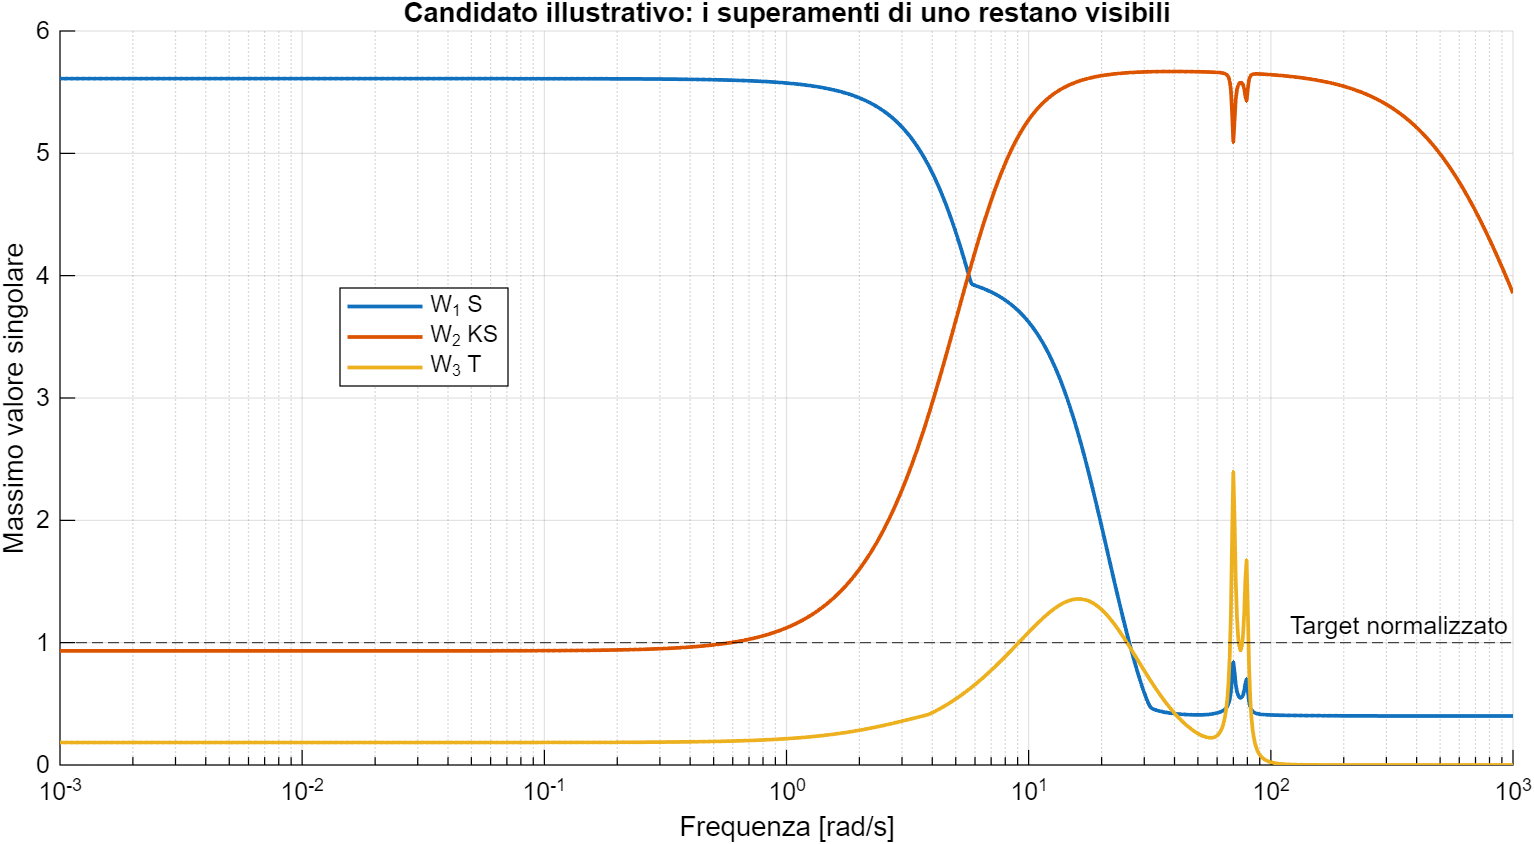 Candidato illustrativo: i superamenti di uno restano visibili
Massimo valore singolare
6
5
4
3
2
1
0
W₁ S
W₂ KS
W₃ T
Target normalizzato
10⁻³ 10⁻² 10⁻¹ 10⁰ 10¹ 10² 10³
Frequenza [rad/s]